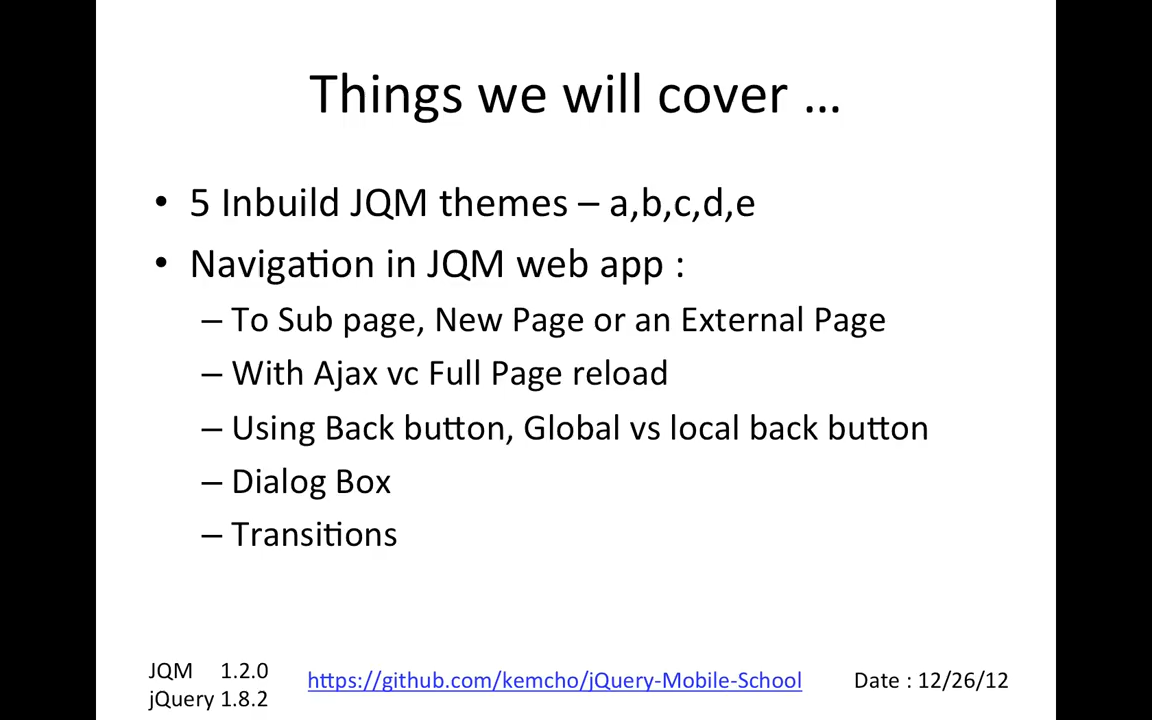 Things we will cover ...
• 5 Inbuild JQM themes – a,b,c,d,e
• Navigation in JQM web app :
– To Sub page, New Page or an External Page
– With Ajax vc Full Page reload
– Using Back button, Global vs local back button
– Dialog Box
– Transitions
JQM 1.2.0
jQuery 1.8.2
https://github.com/kemcho/jQuery-Mobile-School
Date : 12/26/12